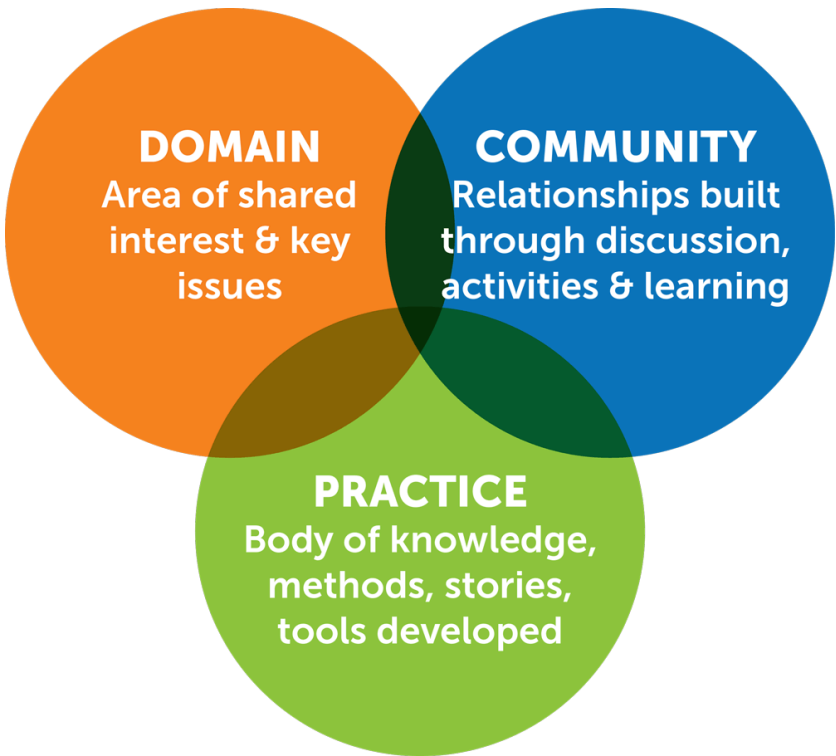 DOMAIN
Area of shared
interest & key
issues
COMMUNITY
Relationships built
through discussion,
activities & learning
PRACTICE
Body of knowledge,
methods, stories,
tools developed